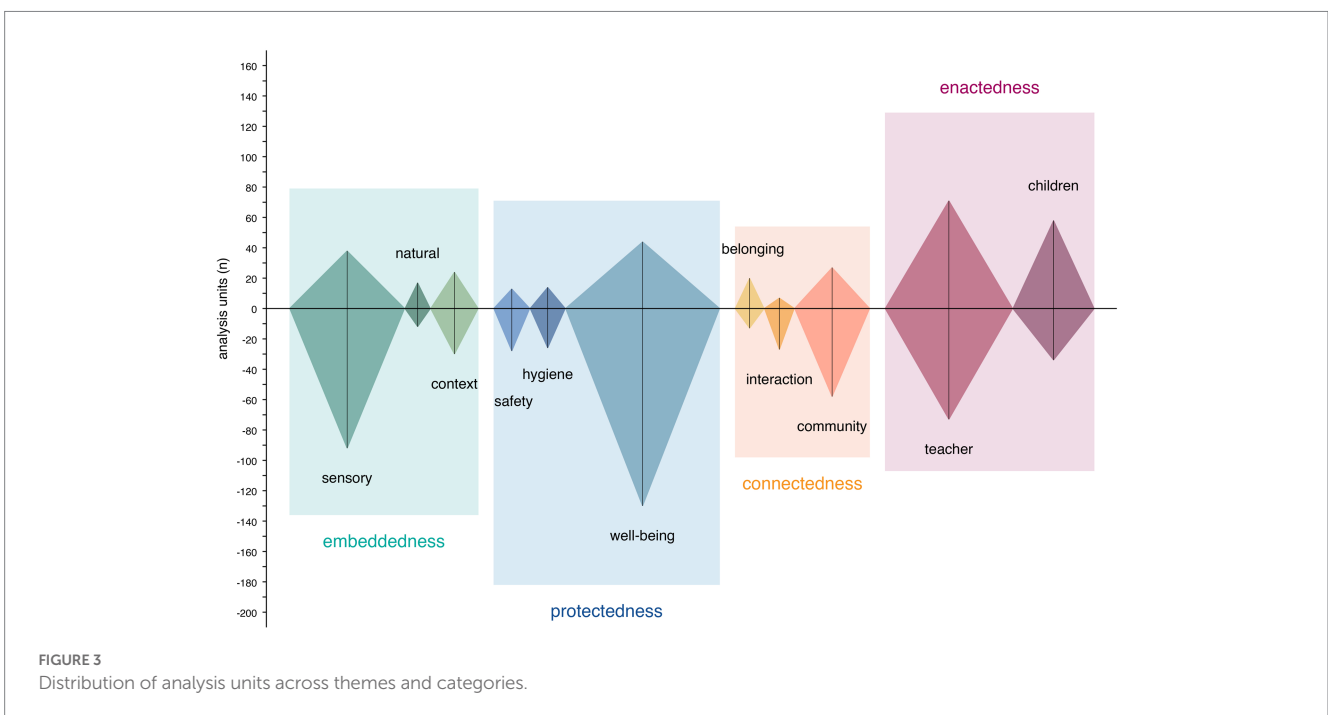 160
140
120
100
80
60
40
20
0
-20
-40
-60
-80
-100
-120
-140
-160
-180
-200
analysis units (n)
enactedness
children
natural
belonging
context
hygiene
safety
interaction
community
teacher
sensory
connectedness
well-being
embeddedness
protectedness
FIGURE 3
Distribution of analysis units across themes and categories.